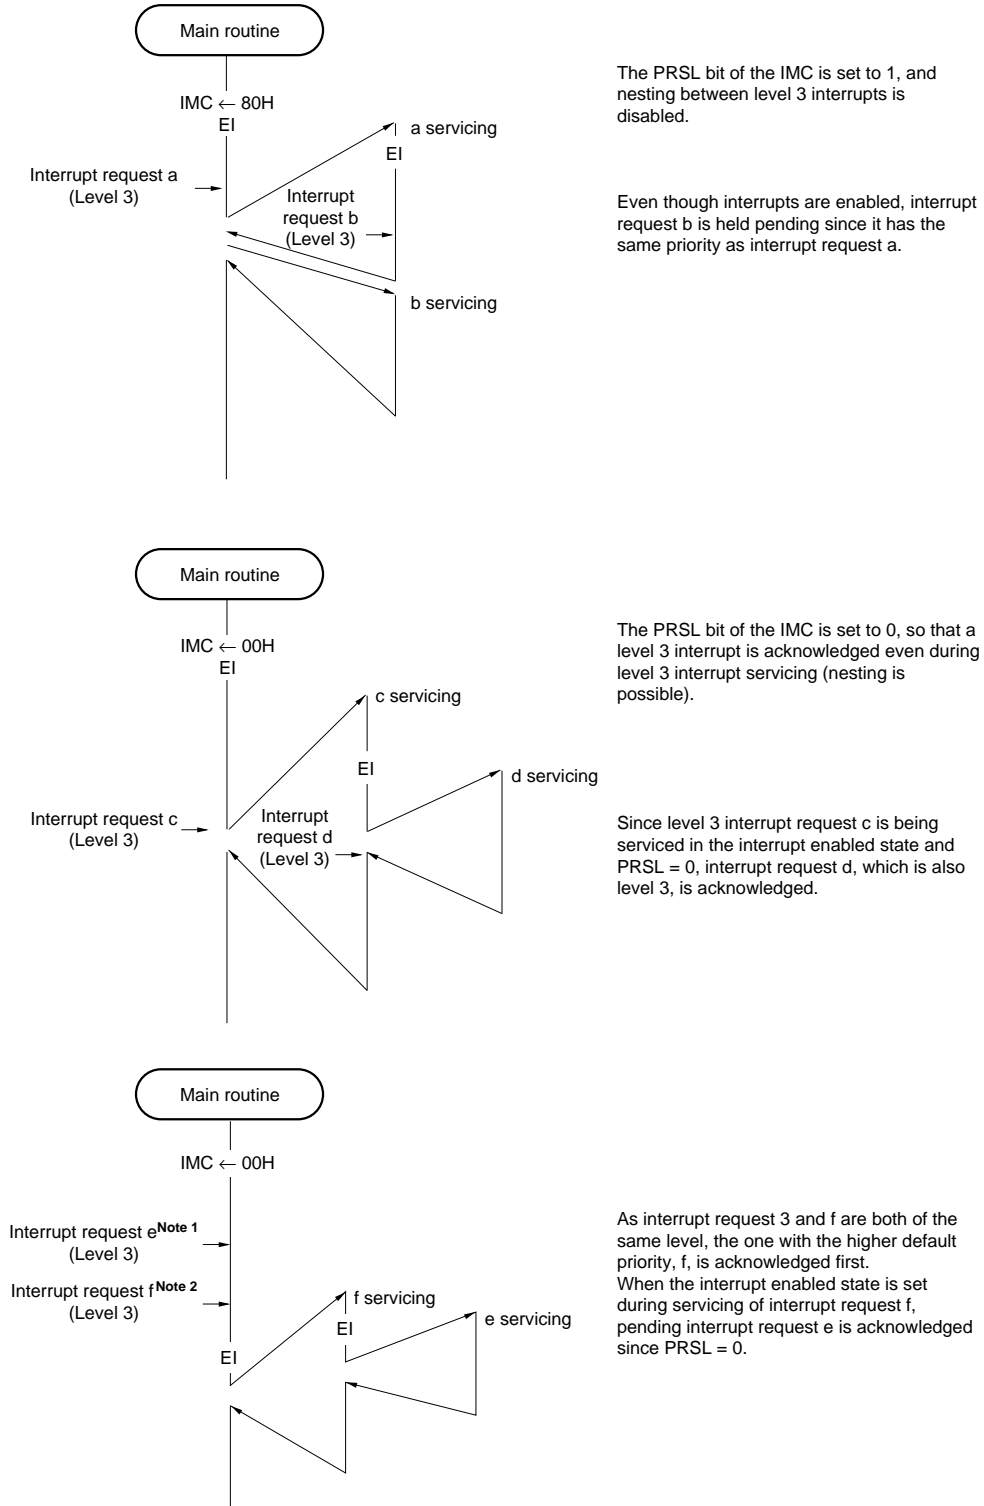 Main routine
IMC ← 80H
EI
Interrupt request a
(Level 3)
a servicing
EI
Interrupt
request b
(Level 3)
b servicing
The PRSL bit of the IMC is set to 1, and
nesting between level 3 interrupts is
disabled.
Even though interrupts are enabled, interrupt
request b is held pending since it has the
same priority as interrupt request a.
Main routine
IMC ← 00H
EI
Interrupt request c
(Level 3)
c servicing
EI
Interrupt
request d
(Level 3)
d servicing
The PRSL bit of the IMC is set to 0, so that a
level 3 interrupt is acknowledged even during
level 3 interrupt servicing (nesting is
possible).
Since level 3 interrupt request c is being
serviced in the interrupt enabled state and
PRSL = 0, interrupt request d, which is also
level 3, is acknowledged.
Main routine
IMC ← 00H
Interrupt request e Note 1
(Level 3)
Interrupt request f Note 2
(Level 3)
EI
f servicing
EI
e servicing
As interrupt request 3 and f are both of the
same level, the one with the higher default
priority, f, is acknowledged first.
When the interrupt enabled state is set
during servicing of interrupt request f,
pending interrupt request e is acknowledged
since PRSL = 0.